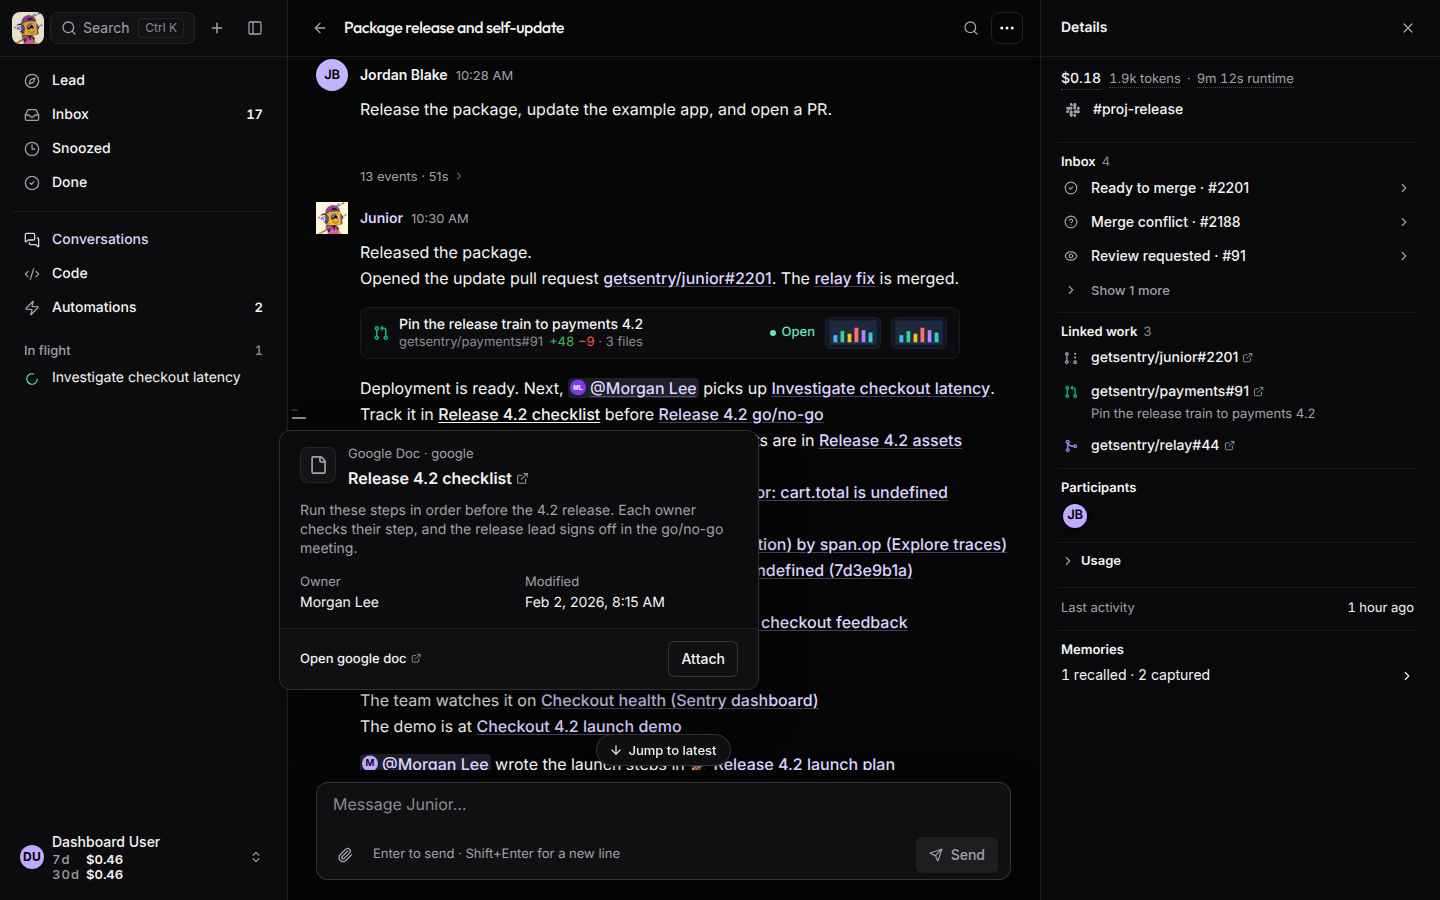 Search Ctrl K
Lead
Inbox 17
Snoozed
Done
Conversations
Code
Automations 2
In flight 1
Investigate checkout latency
DU Dashboard User
7d $0.46
30d $0.46
Package release and self-update
JB Jordan Blake 10:28 AM
Release the package, update the example app, and open a PR.
13 events · 51s
Junior 10:30 AM
Released the package.
Opened the update pull request getsentry/junior#2201. The relay fix is merged.
Pin the release train to payments 4.2
getsentry/payments#91 +48 −9 · 3 files
Open
Deployment is ready. Next, ML @Morgan Lee picks up Investigate checkout latency.
Track it in Release 4.2 checklist before Release 4.2 go/no-go
s are in Release 4.2 assets
or: cart.total is undefined
tion) by span.op (Explore traces)
ndefined (7d3e9b1a)
checkout feedback
Google Doc · google
Release 4.2 checklist
Run these steps in order before the 4.2 release. Each owner
checks their step, and the release lead signs off in the go/no-go
meeting.
Owner Modified
Morgan Lee Feb 2, 2026, 8:15 AM
Open google doc Attach
The team watches it on Checkout health (Sentry dashboard)
The demo is at Checkout 4.2 launch demo
Jump to latest
M @Morgan Lee wrote the launch steps in Release 4.2 launch plan
Message Junior...
Enter to send · Shift+Enter for a new line Send
Details
$0.18 1.9k tokens · 9m 12s runtime
#proj-release
Inbox 4
Ready to merge · #2201
Merge conflict · #2188
Review requested · #91
Show 1 more
Linked work 3
getsentry/junior#2201
getsentry/payments#91
Pin the release train to payments 4.2
getsentry/relay#44
Participants
JB
Usage
Last activity 1 hour ago
Memories
1 recalled · 2 captured